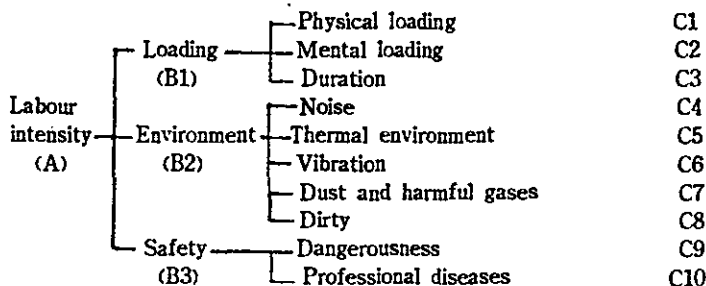 Physical loading C1
Loading Mental loading C2
(B1) Duration C3
Labour Noise C4
intensity Environment Thermal environment C5
(A) (B2) Vibration C6
Dust and harmful gases C7
Dirty C8
Safety Dangerousness C9
(B3) Professional diseases C10